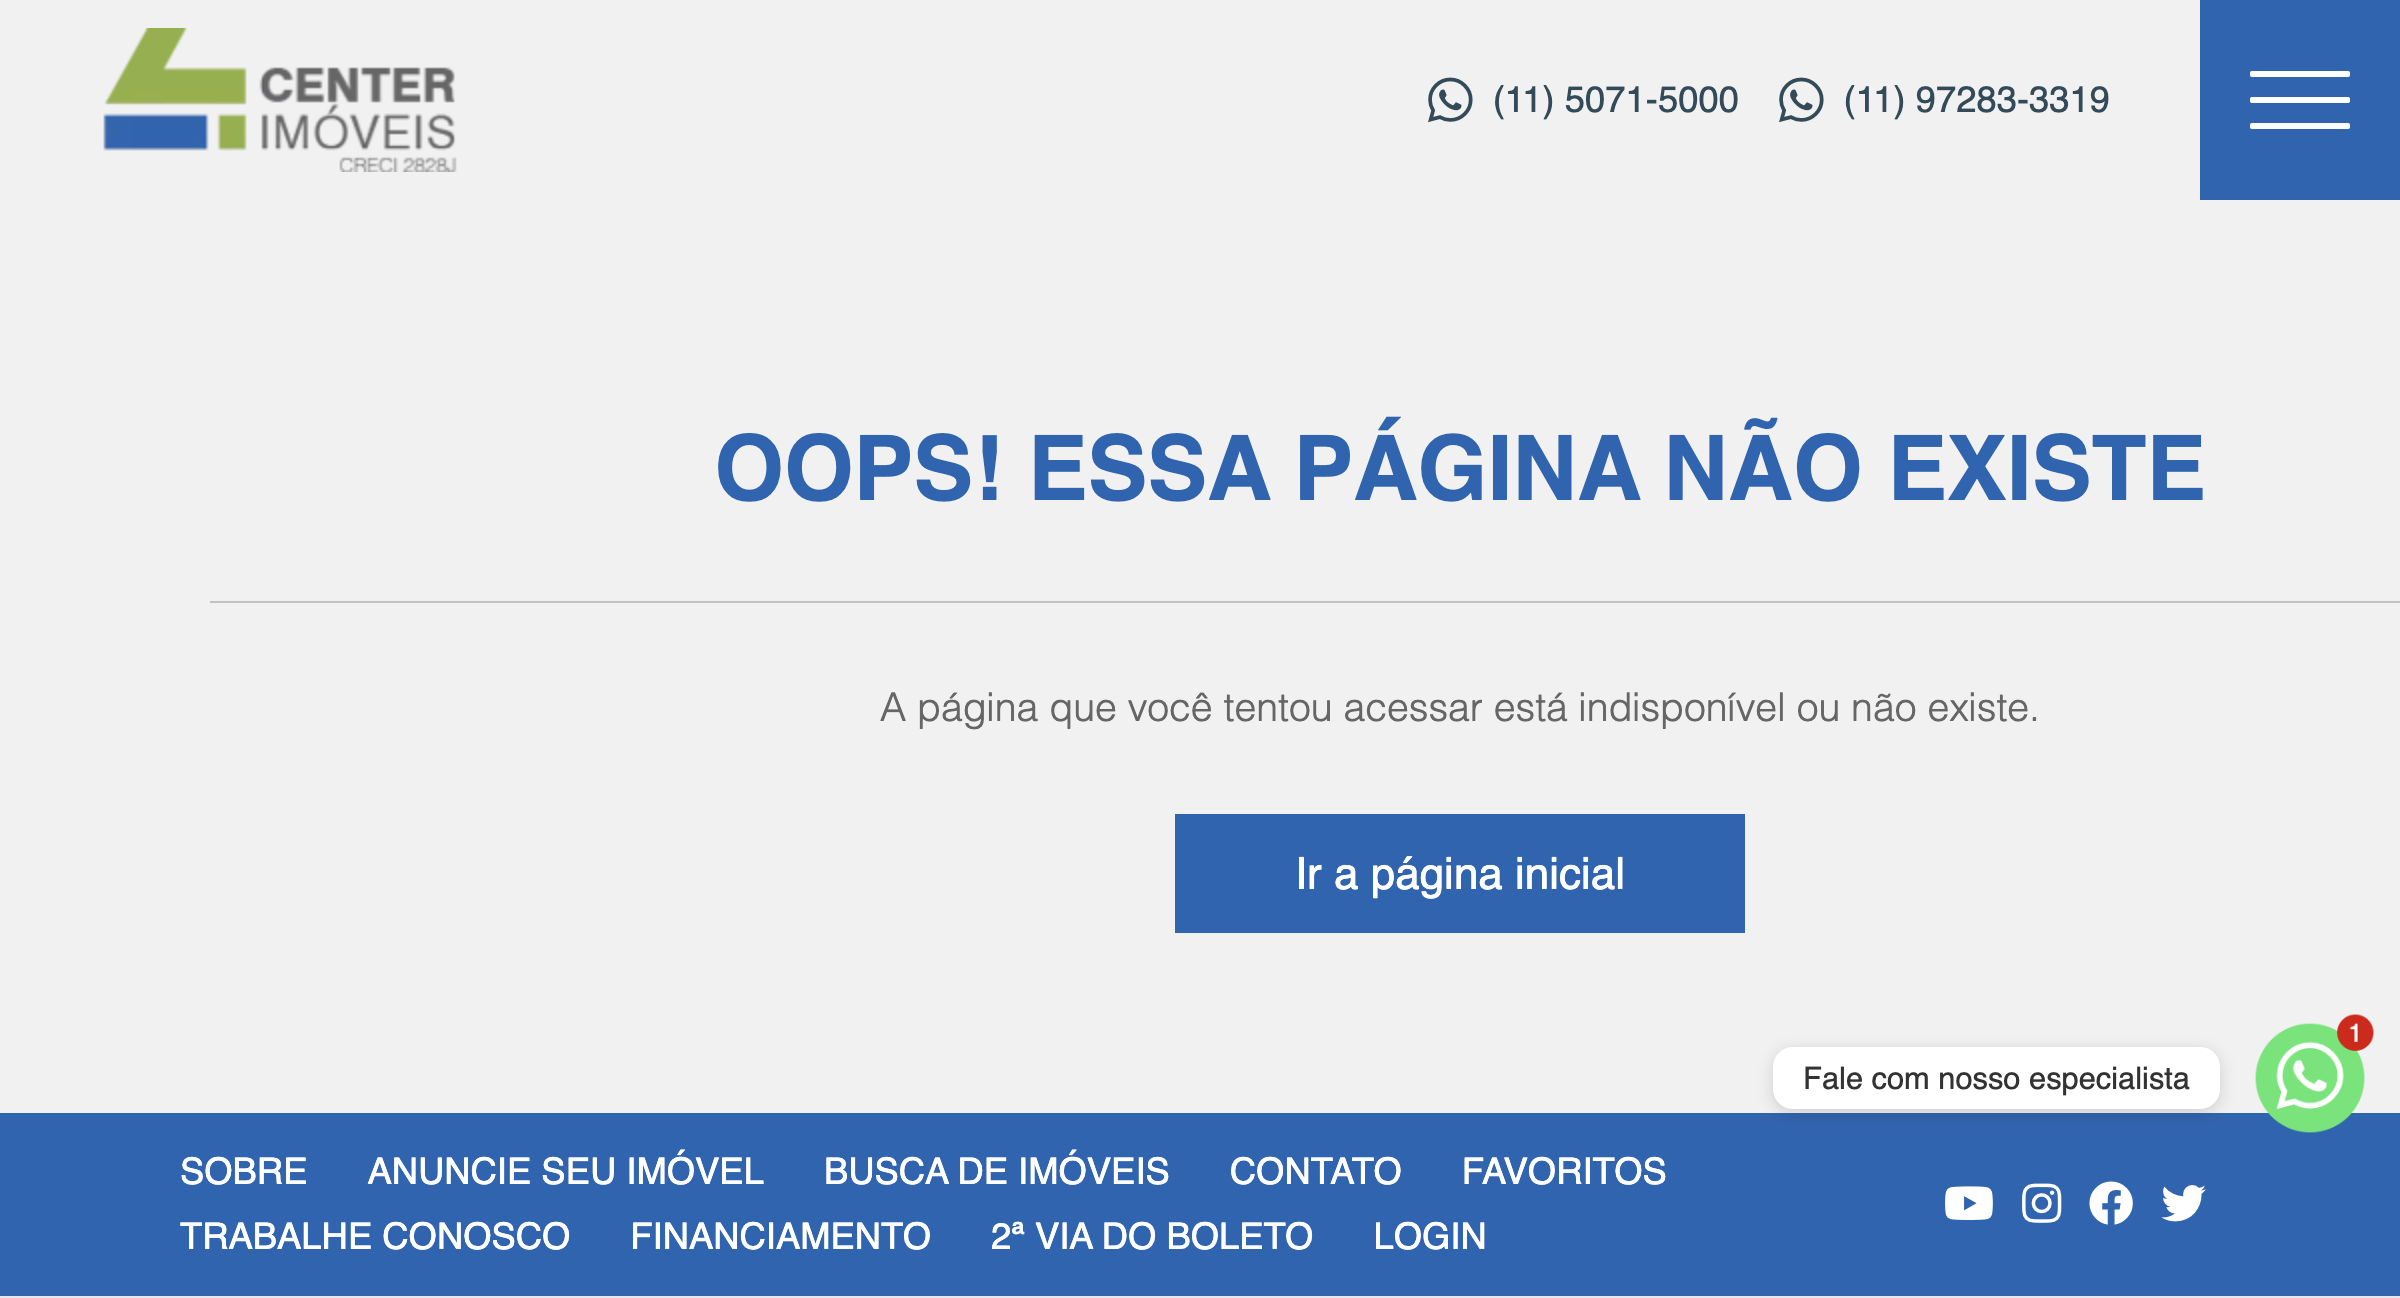 CENTER
IMÓVEIS
CRECI 2828J
(11) 5071-5000
(11) 97283-3319
OOPS! ESSA PÁGINA NÃO EXISTE
A página que você tentou acessar está indisponível ou não existe.
Ir a página inicial
1
Fale com nosso especialista
SOBRE ANUNCIE SEU IMÓVEL BUSCA DE IMÓVEIS CONTATO FAVORITOS
TRABALHE CONOSCO FINANCIAMENTO 2ª VIA DO BOLETO LOGIN